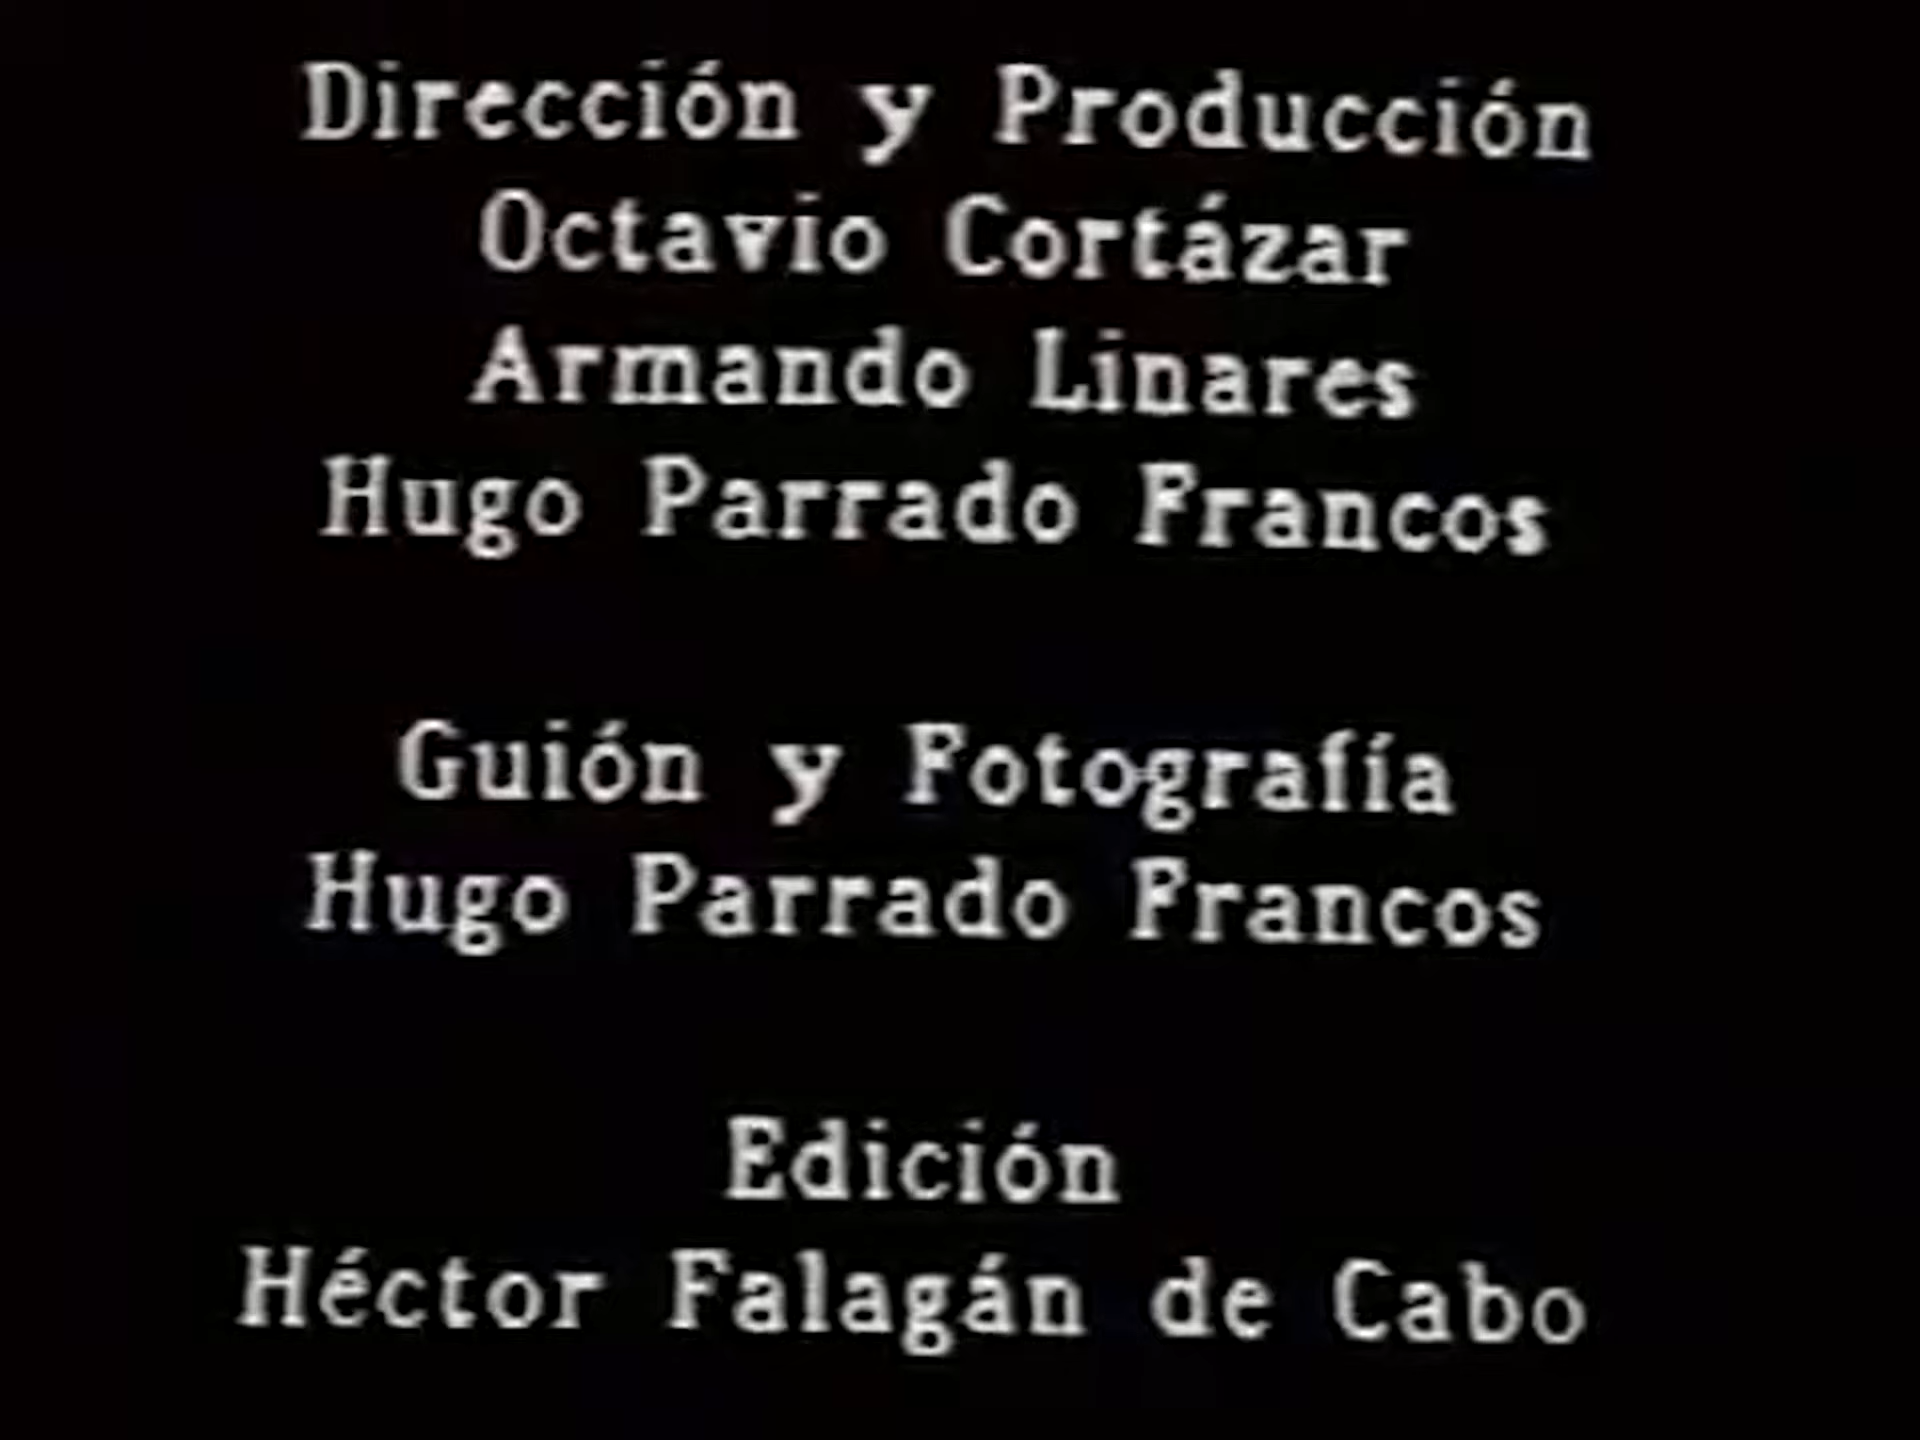 Dirección y Producción
Octavio Cortázar
Armando Linares
Hugo Parrado Francos
Guión y Fotografía
Hugo Parrado Francos
Edición
Héctor Falagán de Cabo